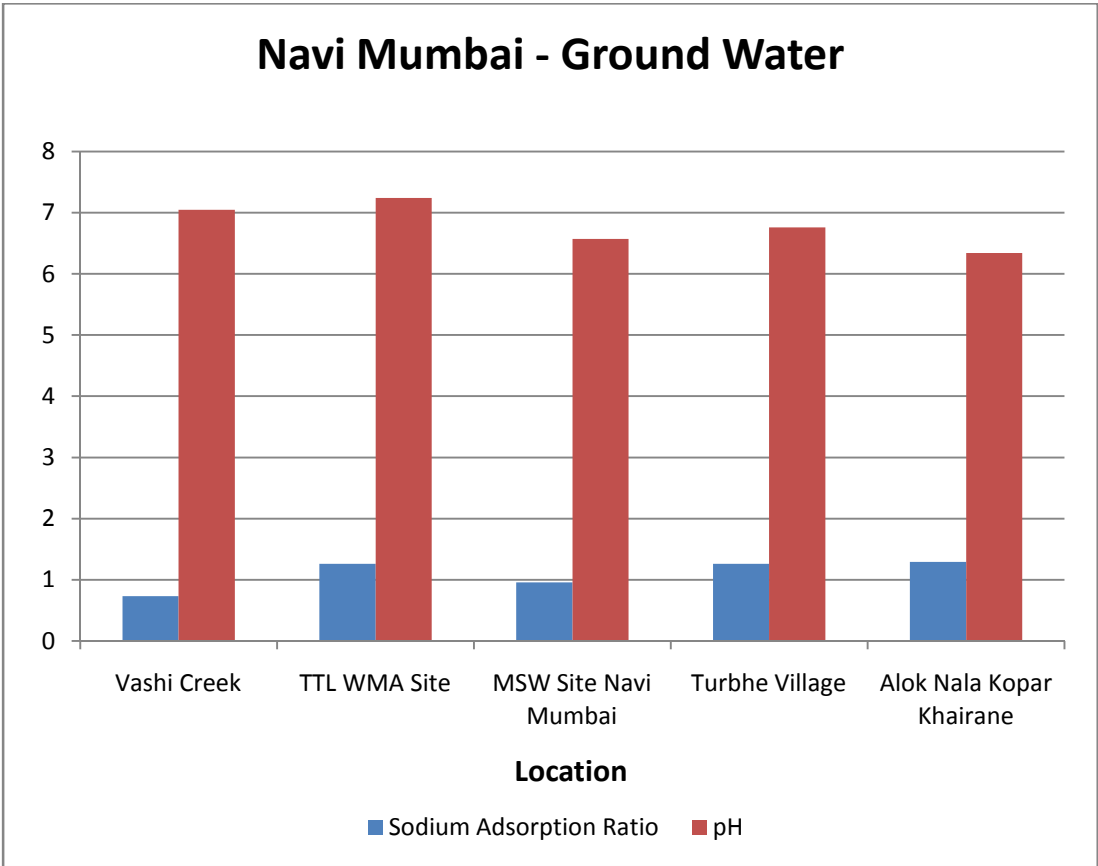 Navi Mumbai - Ground Water
8
7
6
5
4
3
2
1
0
Vashi Creek
TTL WMA Site
MSW Site Navi
Mumbai
Turbhe Village
Alok Nala Kopar
Khairane
Location
Sodium Adsorption Ratio
pH